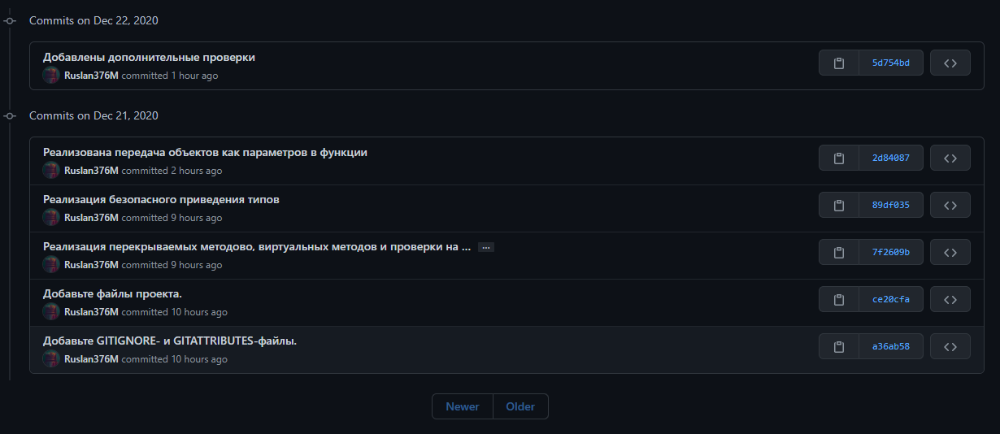 Commits on Dec 22, 2020
Добавлены дополнительные проверки
5d754bd
Ruslan376M committed 1 hour ago
Commits on Dec 21, 2020
Реализована передача объектов как параметров в функции
2d84087
Ruslan376M committed 2 hours ago
Реализация безопасного приведения типов
89df035
Ruslan376M committed 9 hours ago
Реализация перекрываемых методово, виртуальных методов и проверки на ... ...
7f2609b
Ruslan376M committed 9 hours ago
Добавьте файлы проекта.
ce20cfa
Ruslan376M committed 10 hours ago
Добавьте GITIGNORE- и GITATTRIBUTES-файлы.
a36ab58
Ruslan376M committed 10 hours ago
Newer Older